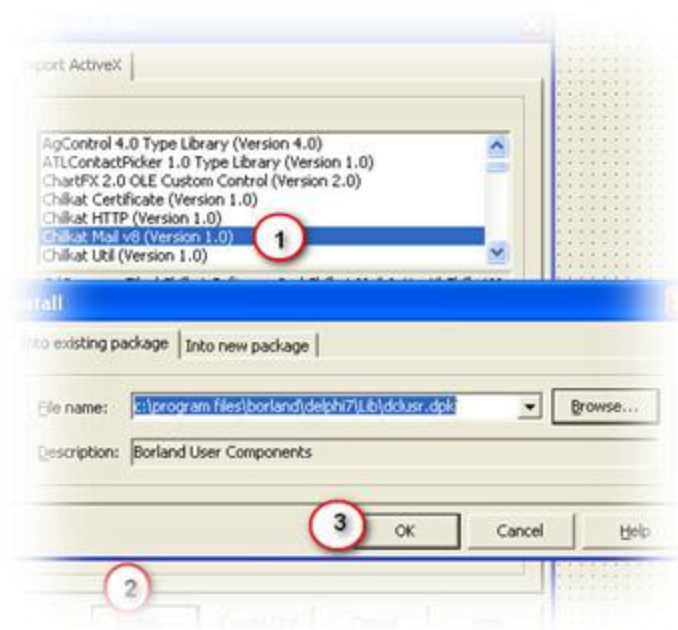 port ActiveX
AgControl 4.0 Type Library (Version 4.0)
ATLContactPicker 1.0 Type Library (Version 1.0)
ChartFX 2.0 OLE Custom Control (Version 2.0)
Chilkat Certificate (Version 1.0)
Chilkat HTTP (Version 1.0)
Chilkat Mail v8 (Version 1.0)
1
Chilkat Util (Version 1.0)
tall
into existing package
Into new package
File name:
c:\program files\borland\delphi7\Lib\dclusr.dpk
Browse...
Description:
Borland User Components
3
OK
Cancel
Help
2